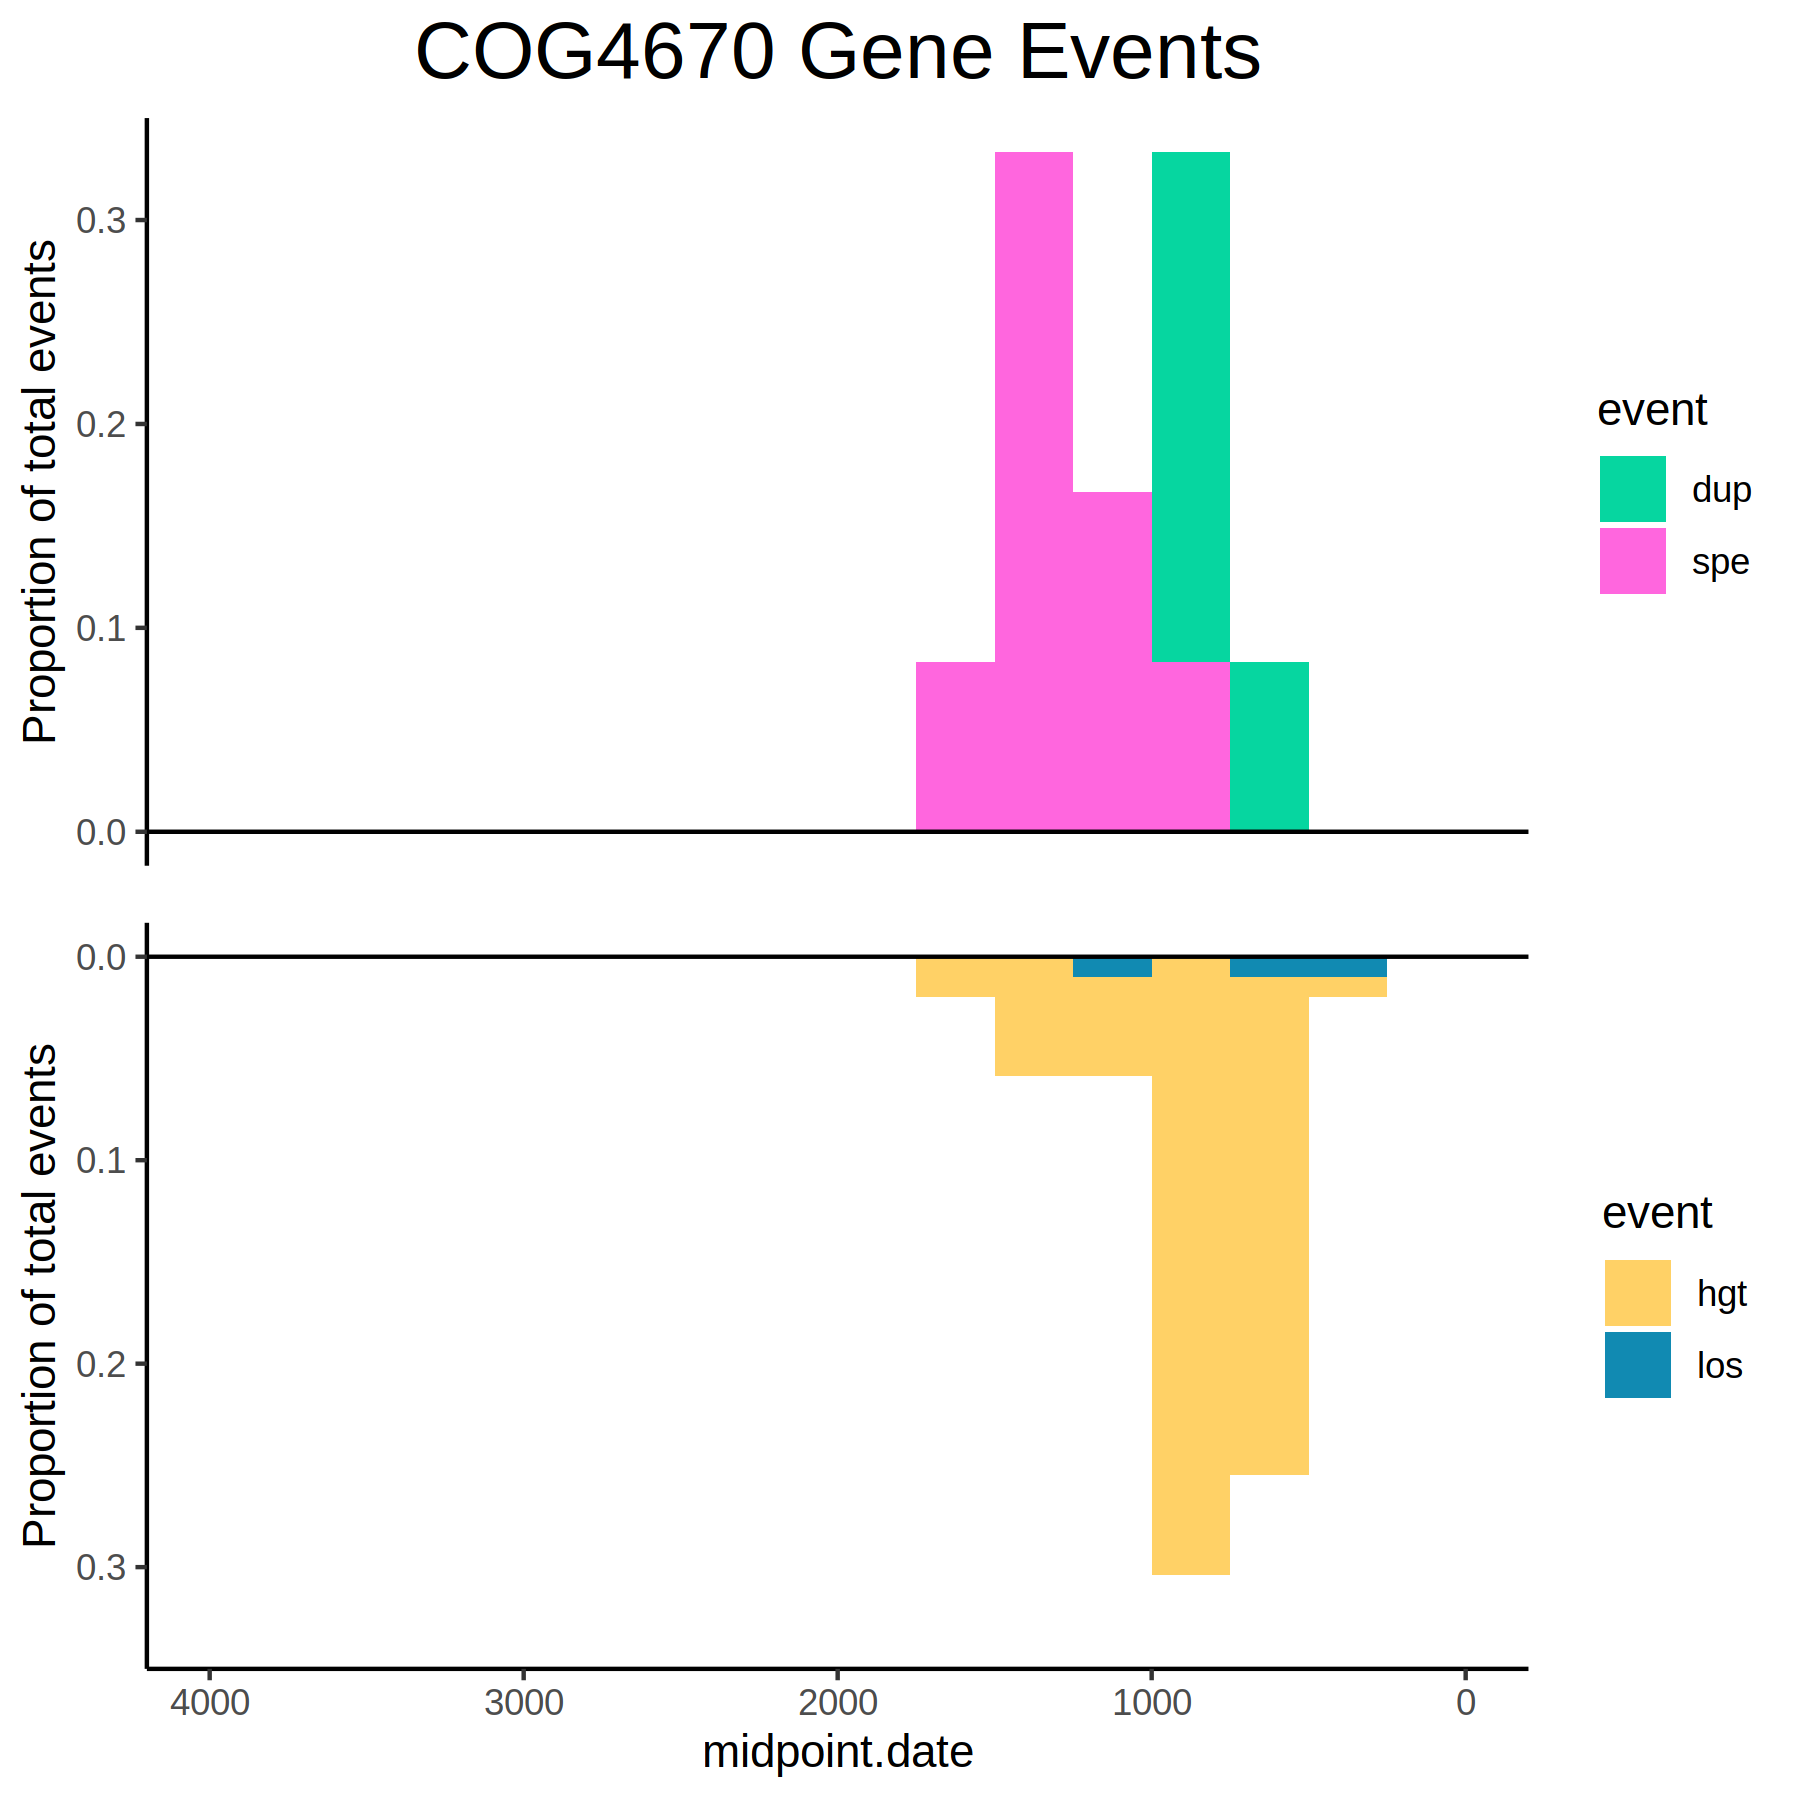 COG4670 Gene Events
Proportion of total events
0.3
0.2
0.1
0.0
event
dup
spe
Proportion of total events
0.0
0.1
0.2
0.3
event
hgt
los
4000 3000 2000 1000 0
midpoint.date